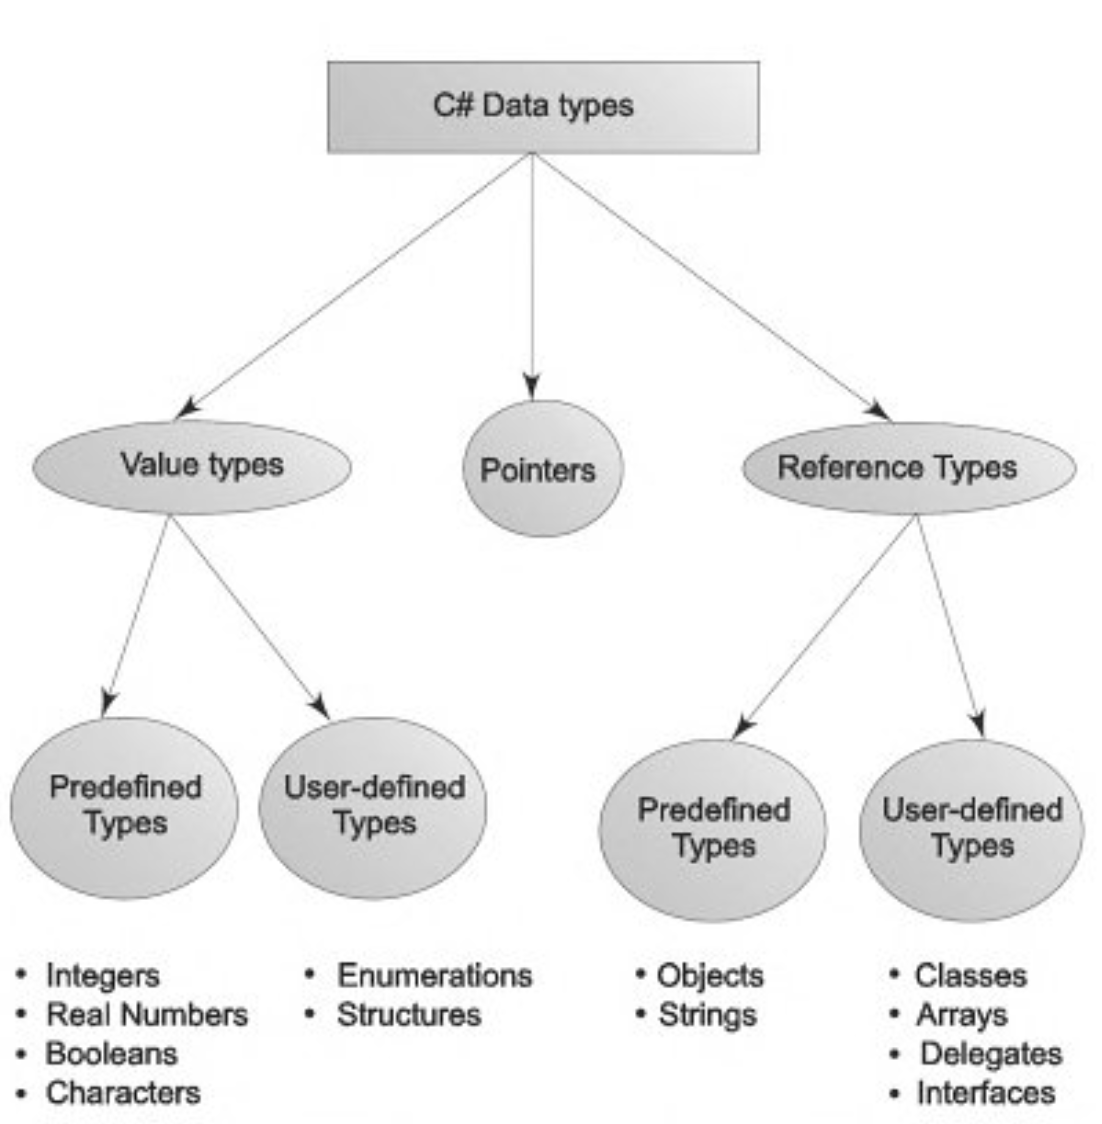 C# Data types
Value types
Pointers
Reference Types
Predefined
Types
User-defined
Types
Predefined
Types
User-defined
Types
• Integers
• Real Numbers
• Booleans
• Characters
• Enumerations
• Structures
• Objects
• Strings
• Classes
• Arrays
• Delegates
• Interfaces